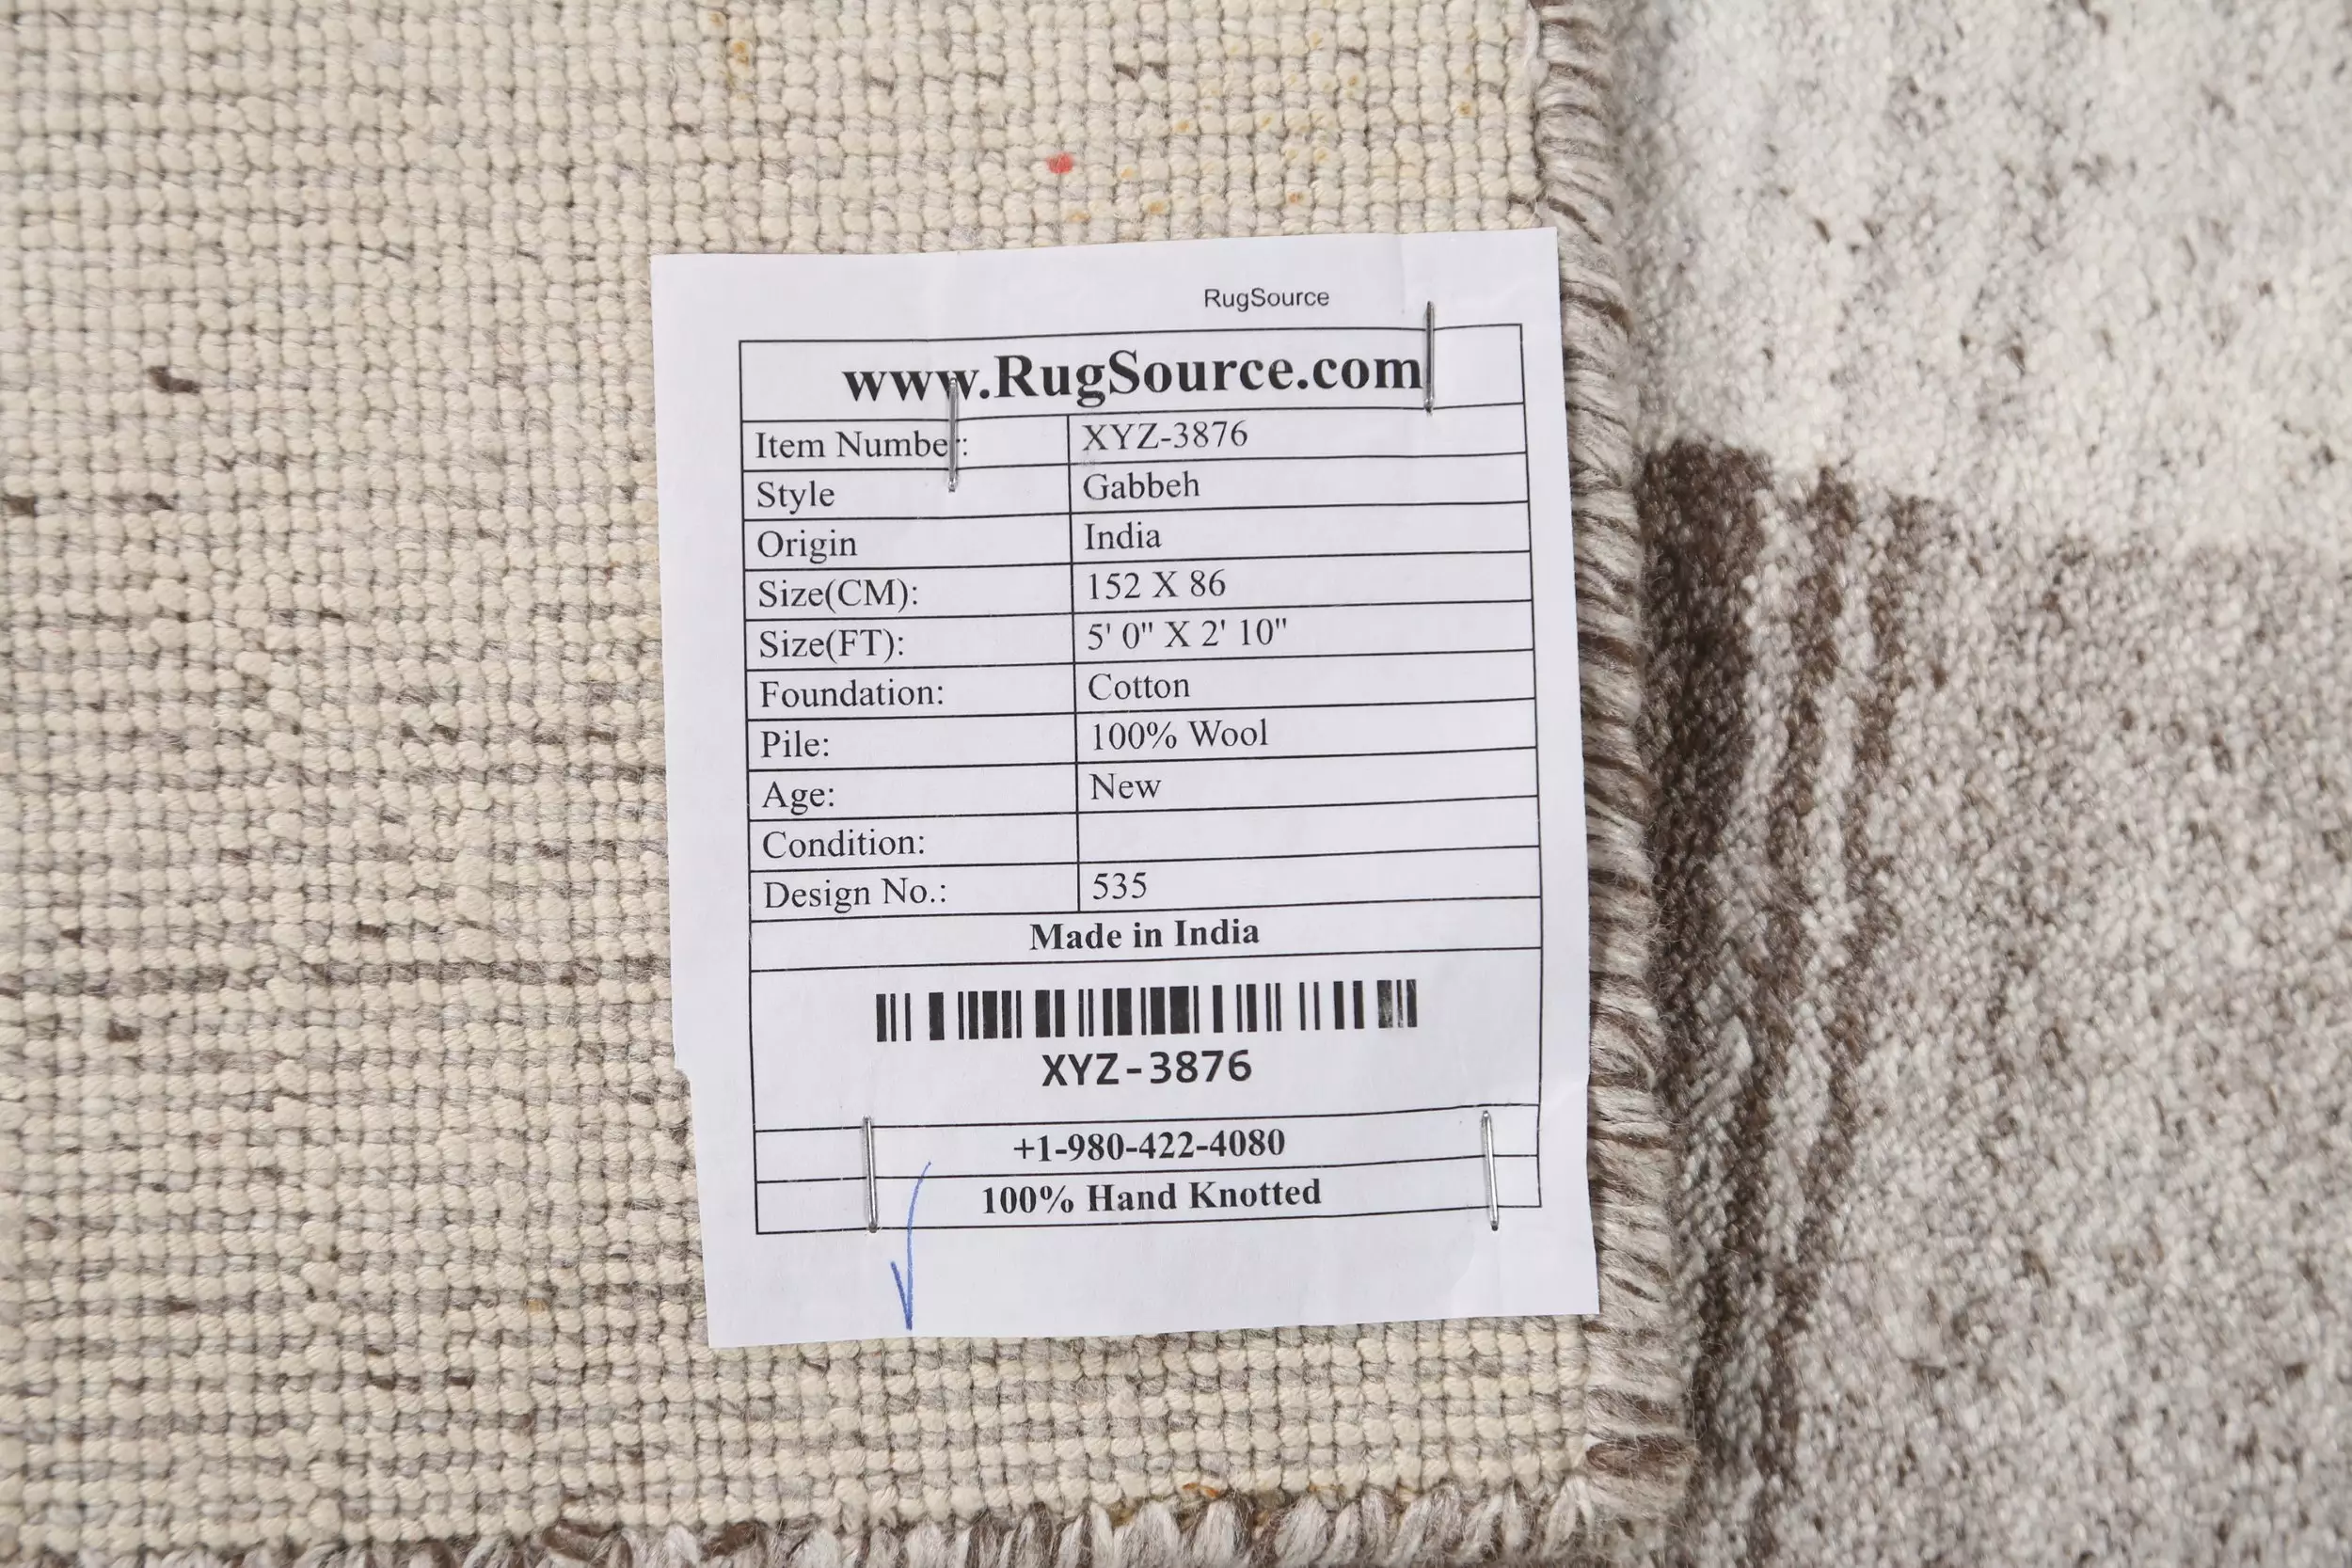 RugSource
www.RugSource.com
Item Number: XYZ-3876
Style Gabbeh
Origin India
Size(CM): 152 X 86
Size(FT): 5' 0" X 2' 10"
Foundation: Cotton
Pile: 100% Wool
Age: New
Condition:
Design No.: 535
Made in India
XYZ-3876
+1-980-422-4080
100% Hand Knotted